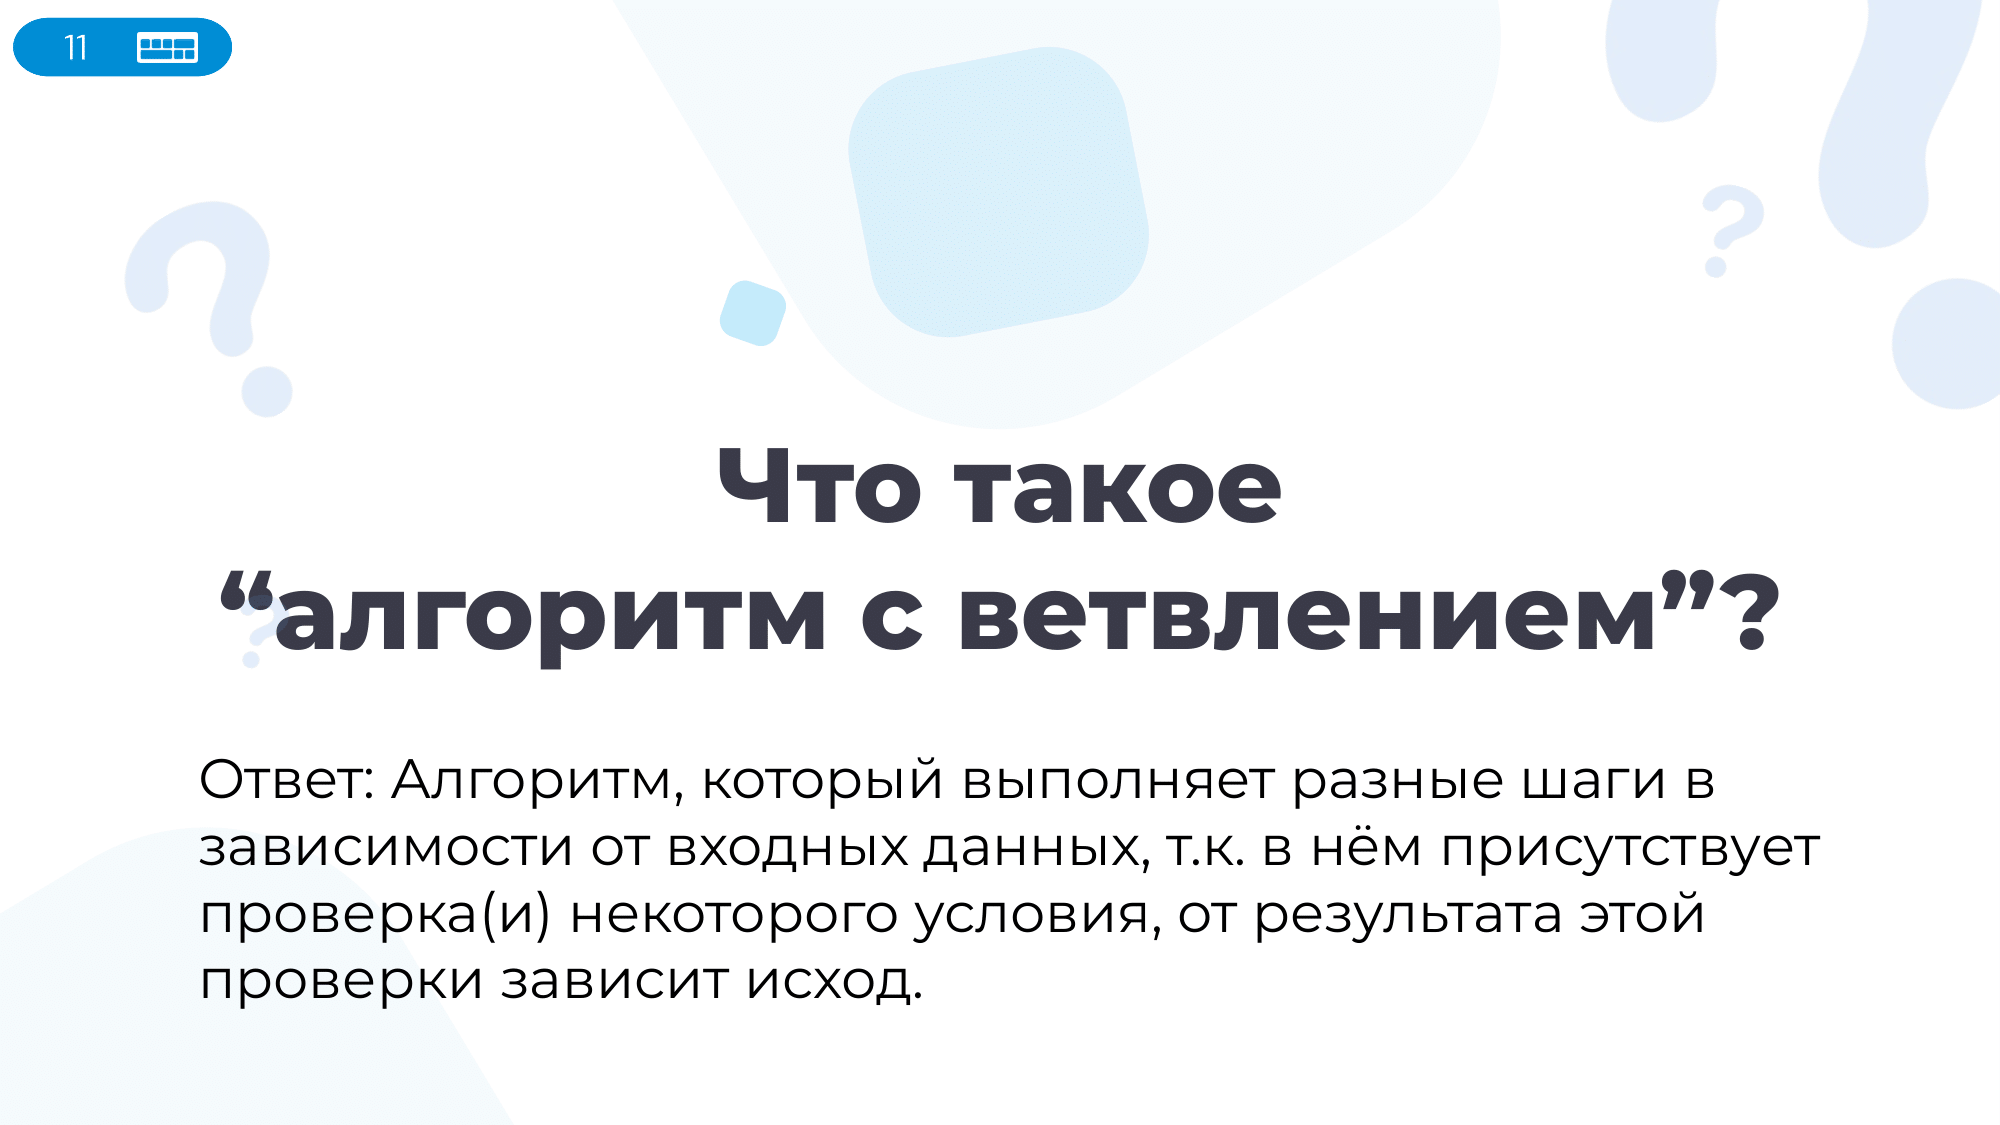 11
Что такое
“алгоритм с ветвлением”?
Ответ: Алгоритм, который выполняет разные шаги в
зависимости от входных данных, т.к. в нём присутствует
проверка(и) некоторого условия, от результата этой
проверки зависит исход.